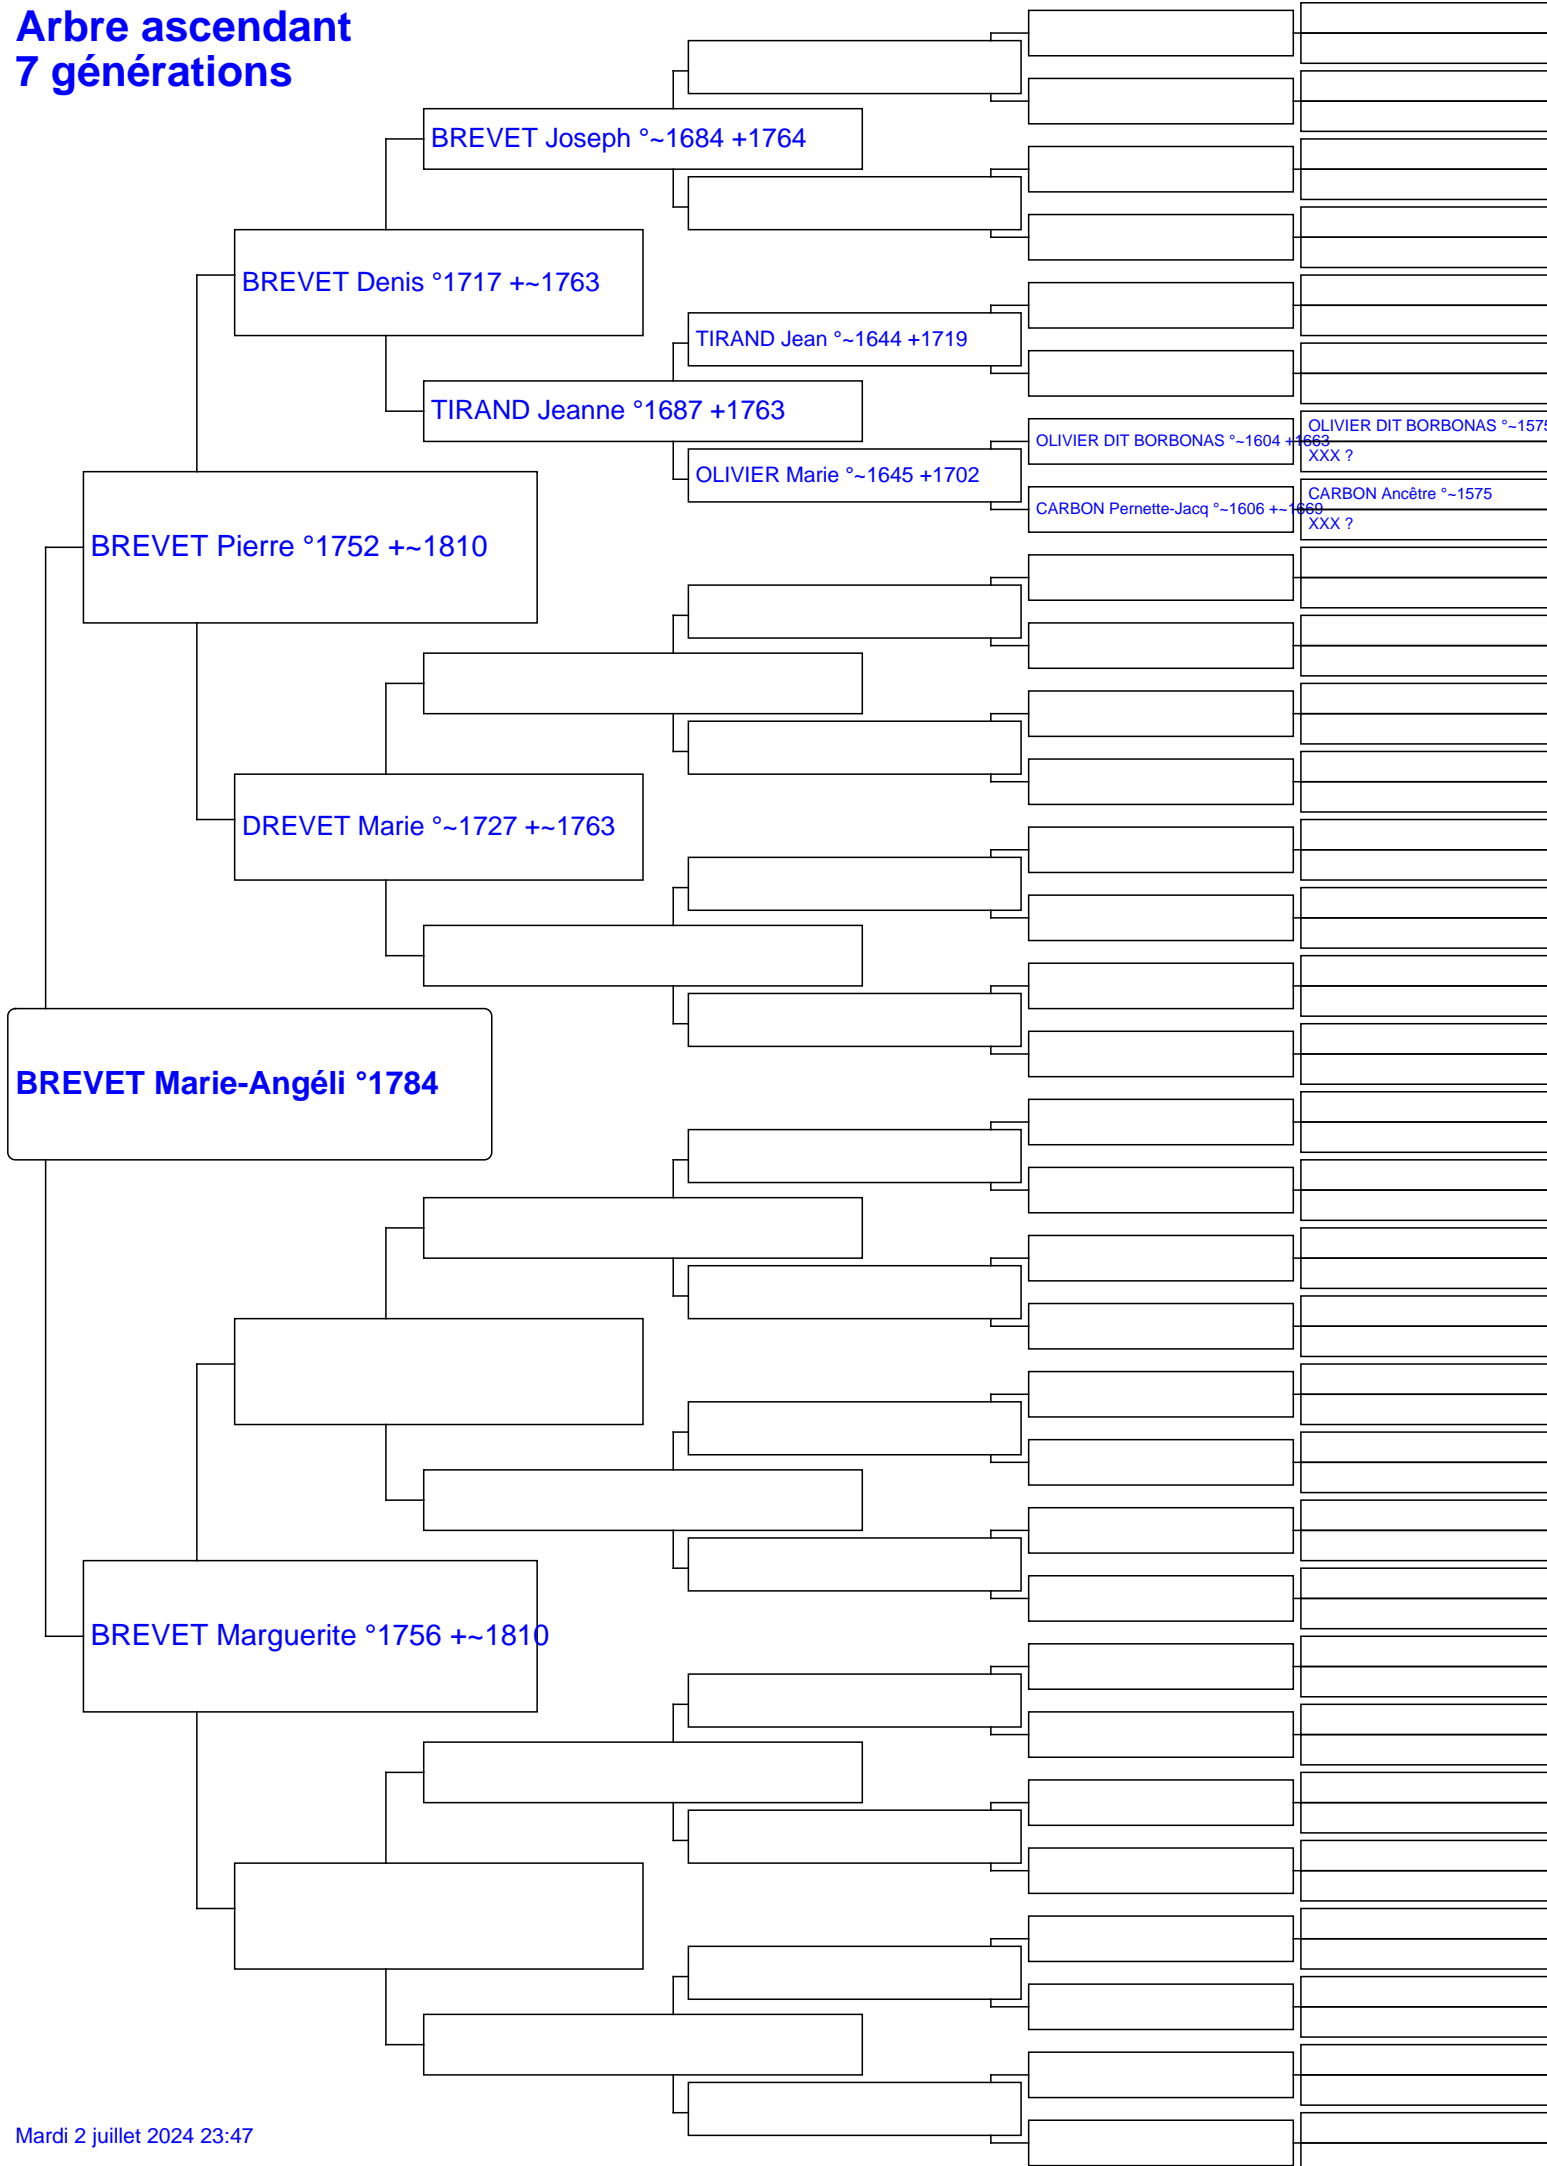 Arbre ascendant
7 générations
BREVET Joseph °~1684 +1764
BREVET Denis °1717 +~1763
TIRAND Jean °~1644 +1719
TIRAND Jeanne °1687 +1763
OLIVIER DIT BORBONAS °~1604 +1663
OLIVIER DIT BORBONAS °~1575
XXX ?
OLIVIER Marie °~1645 +1702
CARBON Pernette-Jacq °~1606 +~1669
CARBON Ancêtre °~1575
XXX ?
BREVET Pierre °1752 +~1810
DREVET Marie °~1727 +~1763
BREVET Marie-Angéli °1784
BREVET Marguerite °1756 +~1810
Mardi 2 juillet 2024 23:47